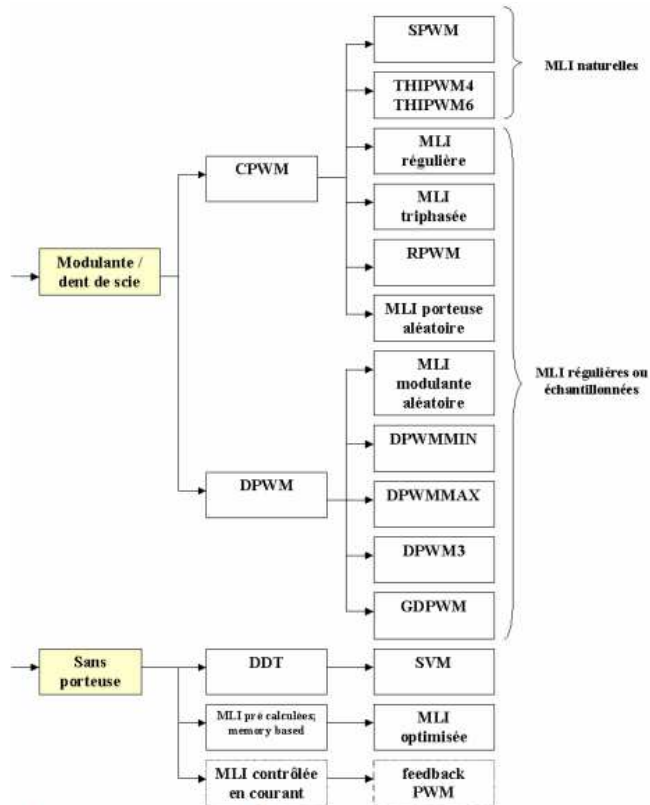 SPWM
MLI naturelles
THIPWM4
THIPWM6
MLI
régulière
CPWM
MLI
triphasée
Modulante /
dent de scie
RPWM
MLI porteuse
aléatoire
MLI
modulante
aléatoire
MLI régulières ou
échantillonnées
DPWMMIN
DPWM
DPWMMAX
DPWM3
GDPWM
Sans
porteuse
DDT
SVM
MLI pré calculées;
memory based
MLI
optimisée
MLI contrôlée
en courant
feedback
PWM